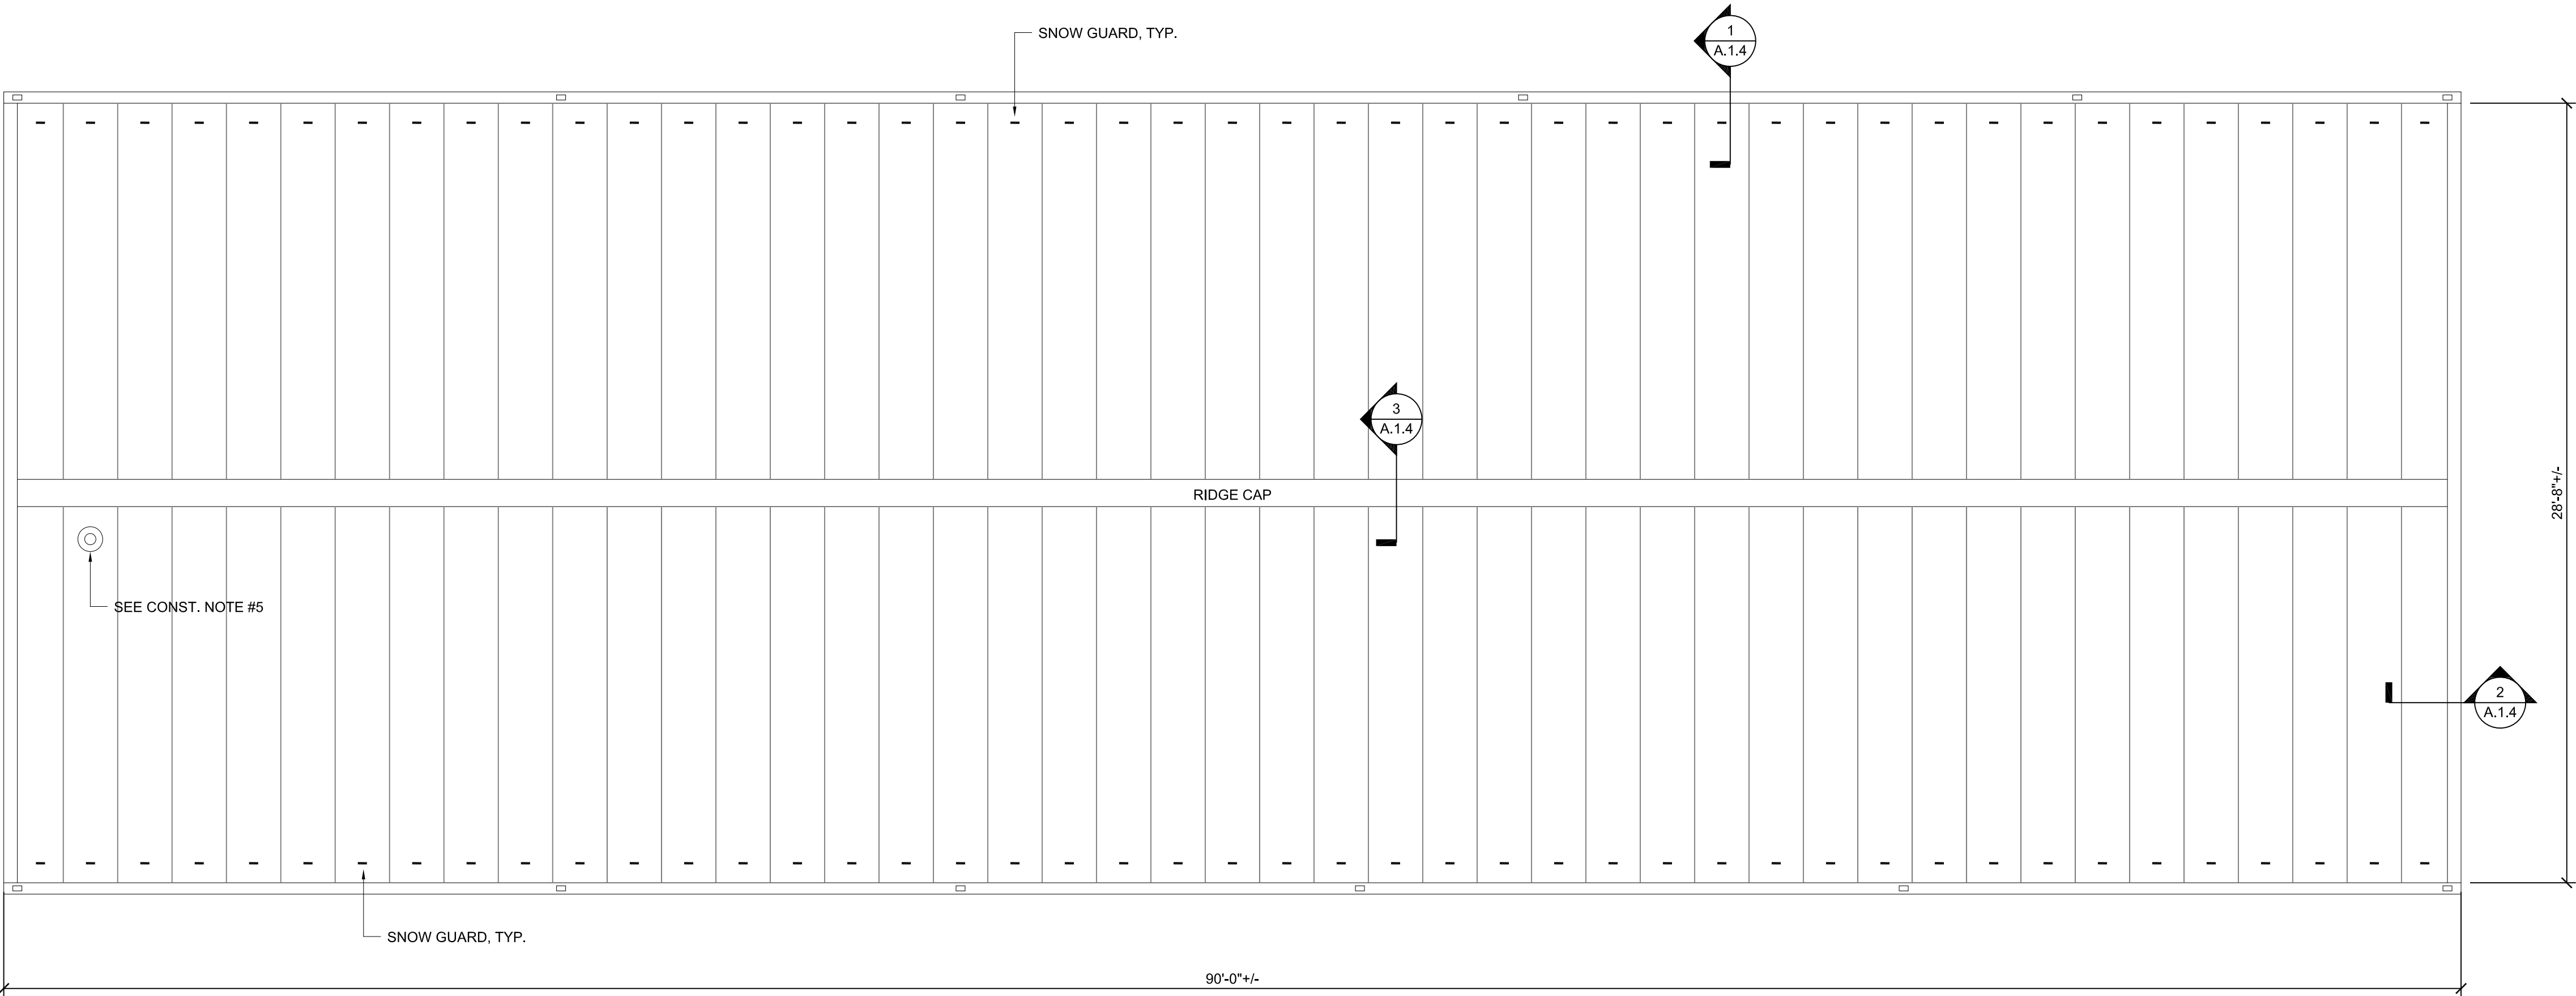 SNOW GUARD, TYP.
1
A.1.4
3
A.1.4
RIDGE CAP
28'-8"+/-
SEE CONST. NOTE #5
2
A.1.4
SNOW GUARD, TYP.
90'-0"+/-